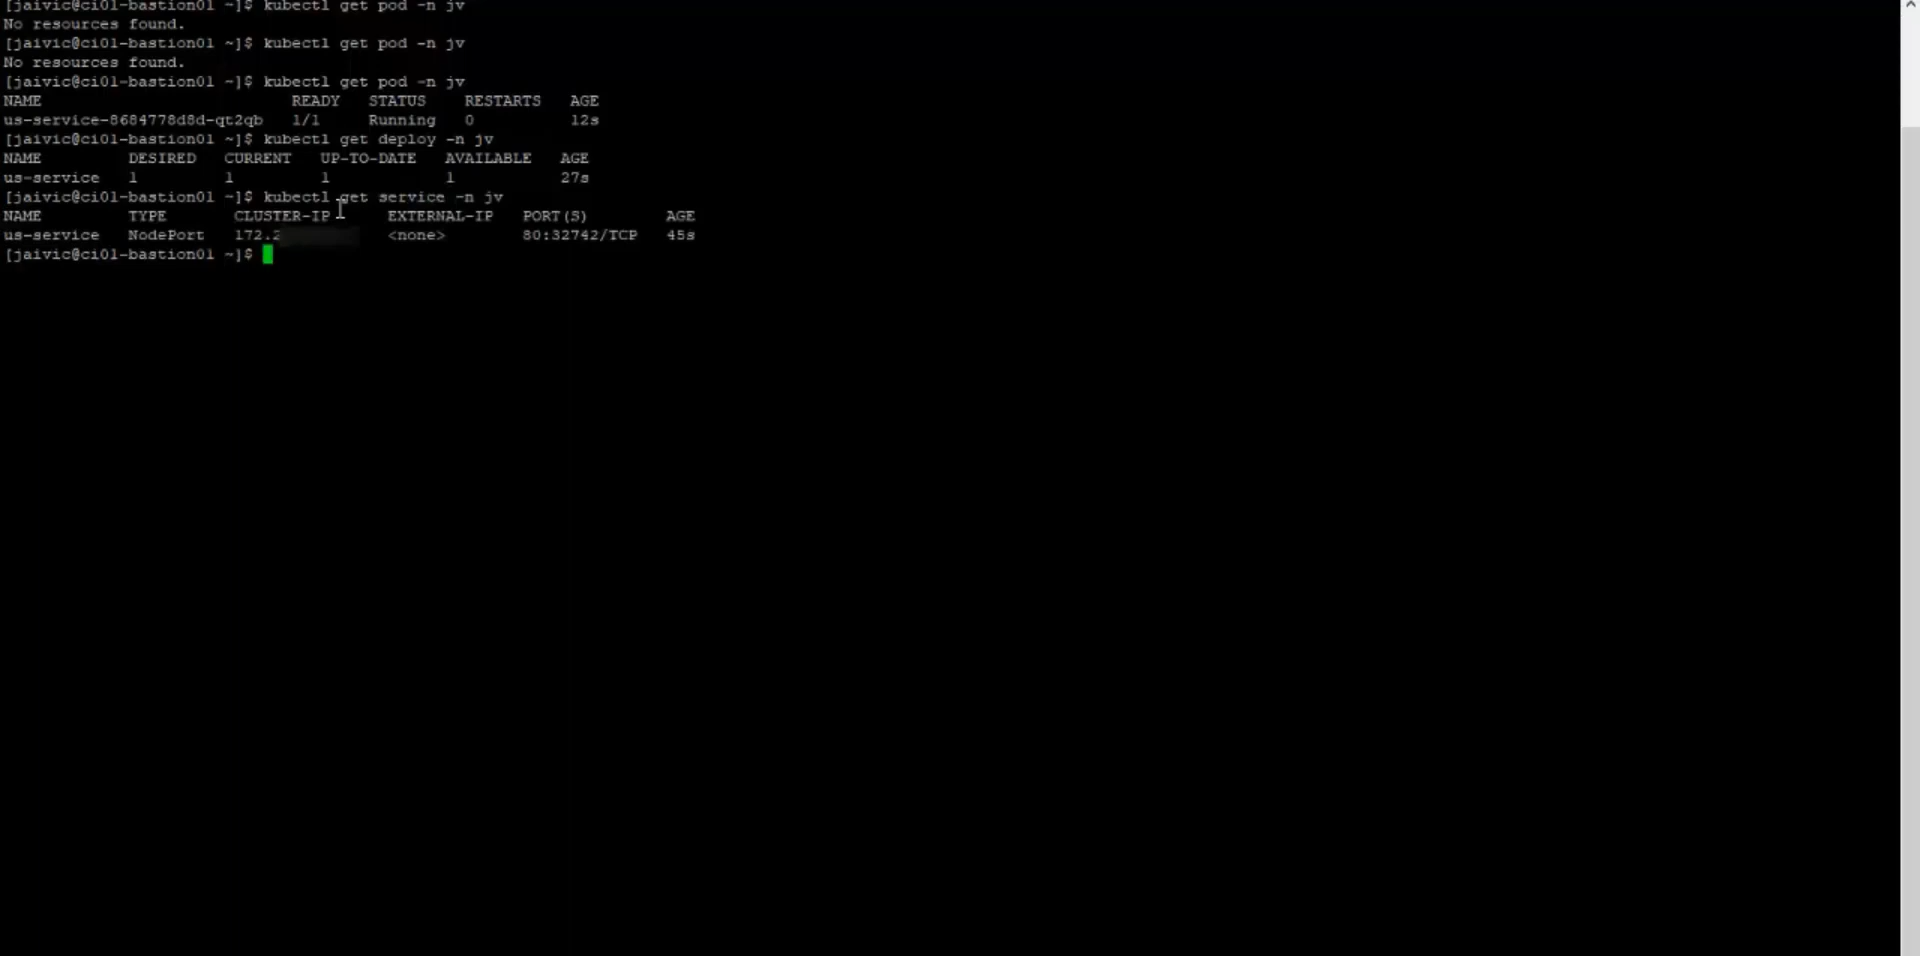 [jaivic@ci01-bastion01 ~]$ kubectl get pod -n jv
No resources found.
[jaivic@ci01-bastion01 ~]$ kubectl get pod -n jv
No resources found.
[jaivic@ci01-bastion01 ~]$ kubectl get pod -n jv
NAME READY STATUS RESTARTS AGE
us-service-8684778d8d-qt2qb 1/1 Running 0 12s
[jaivic@ci01-bastion01 ~]$ kubectl get deploy -n jv
NAME DESIRED CURRENT UP-TO-DATE AVAILABLE AGE
us-service 1 1 1 1 27s
[jaivic@ci01-bastion01 ~]$ kubectl get service -n jv
NAME TYPE CLUSTER-IP EXTERNAL-IP PORT(S) AGE
us-service NodePort 172.2 <none> 80:32742/TCP 45s
[jaivic@ci01-bastion01 ~]$